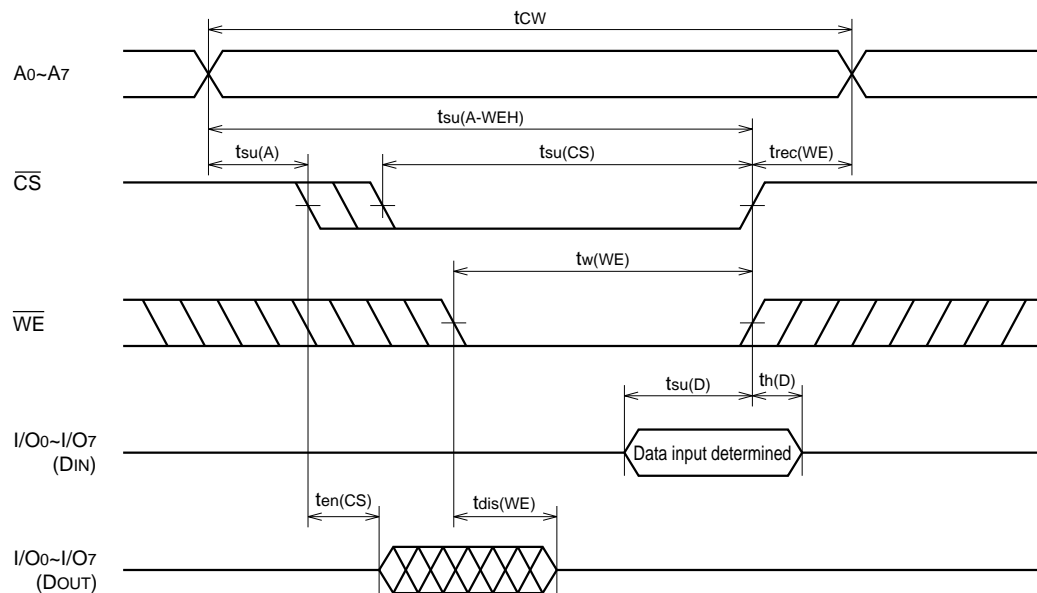 tCW
A0~A7
tsu(A-WEH)
tsu(A)
tsu(CS)
trec(WE)
CS
tw(WE)
WE
tsu(D)
th(D)
I/O0~I/O7
(DIN)
Data input determined
ten(CS)
tdis(WE)
I/O0~I/O7
(DOUT)